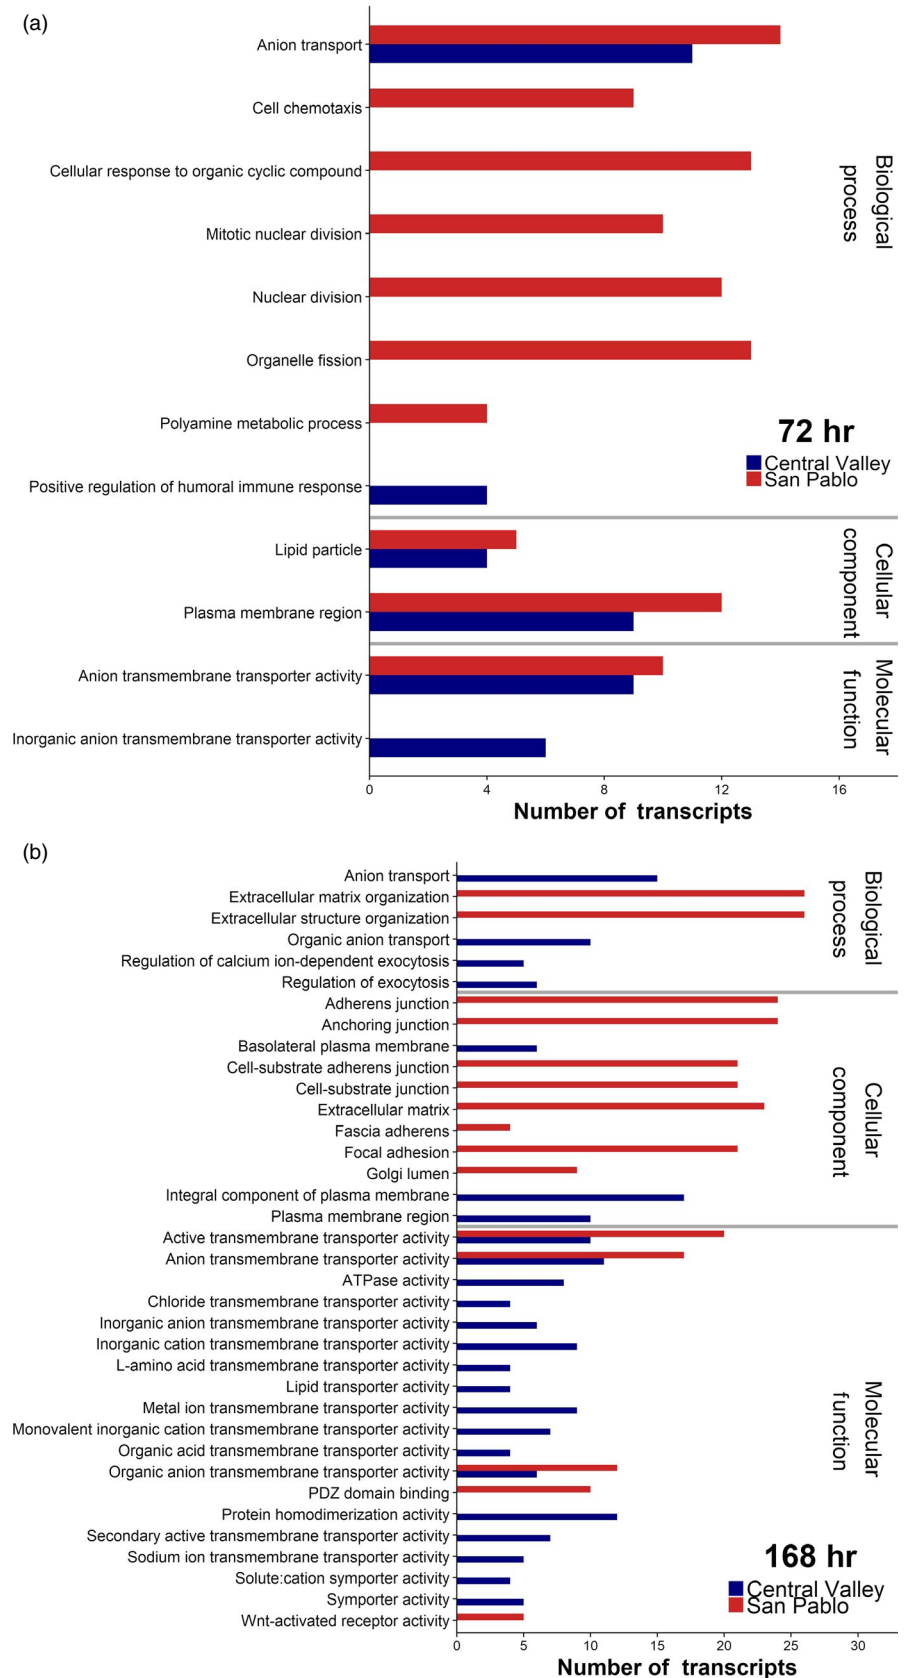 (a)
Anion transport
Cell chemotaxis
Cellular response to organic cyclic compound
Mitotic nuclear division
Nuclear division
Organelle fission
Polyamine metabolic process
Positive regulation of humoral immune response
Lipid particle
Plasma membrane region
Anion transmembrane transporter activity
Inorganic anion transmembrane transporter activity
Biological
process
Cellular
component
Molecular
function
72 hr
Central Valley
San Pablo
0 4 8 12 16
Number of transcripts
(b)
Anion transport
Extracellular matrix organization
Extracellular structure organization
Organic anion transport
Regulation of calcium ion-dependent exocytosis
Regulation of exocytosis
Adherens junction
Anchoring junction
Basolateral plasma membrane
Cell-substrate adherens junction
Cell-substrate junction
Extracellular matrix
Fascia adherens
Focal adhesion
Golgi lumen
Integral component of plasma membrane
Plasma membrane region
Active transmembrane transporter activity
Anion transmembrane transporter activity
ATPase activity
Chloride transmembrane transporter activity
Inorganic anion transmembrane transporter activity
Inorganic cation transmembrane transporter activity
L-amino acid transmembrane transporter activity
Lipid transporter activity
Metal ion transmembrane transporter activity
Monovalent inorganic cation transmembrane transporter activity
Organic acid transmembrane transporter activity
Organic anion transmembrane transporter activity
PDZ domain binding
Protein homodimerization activity
Secondary active transmembrane transporter activity
Sodium ion transmembrane transporter activity
Solute:cation symporter activity
Symporter activity
Wnt-activated receptor activity
Biological
process
Cellular
component
Molecular
function
168 hr
Central Valley
San Pablo
0 5 10 15 20 25 30
Number of transcripts